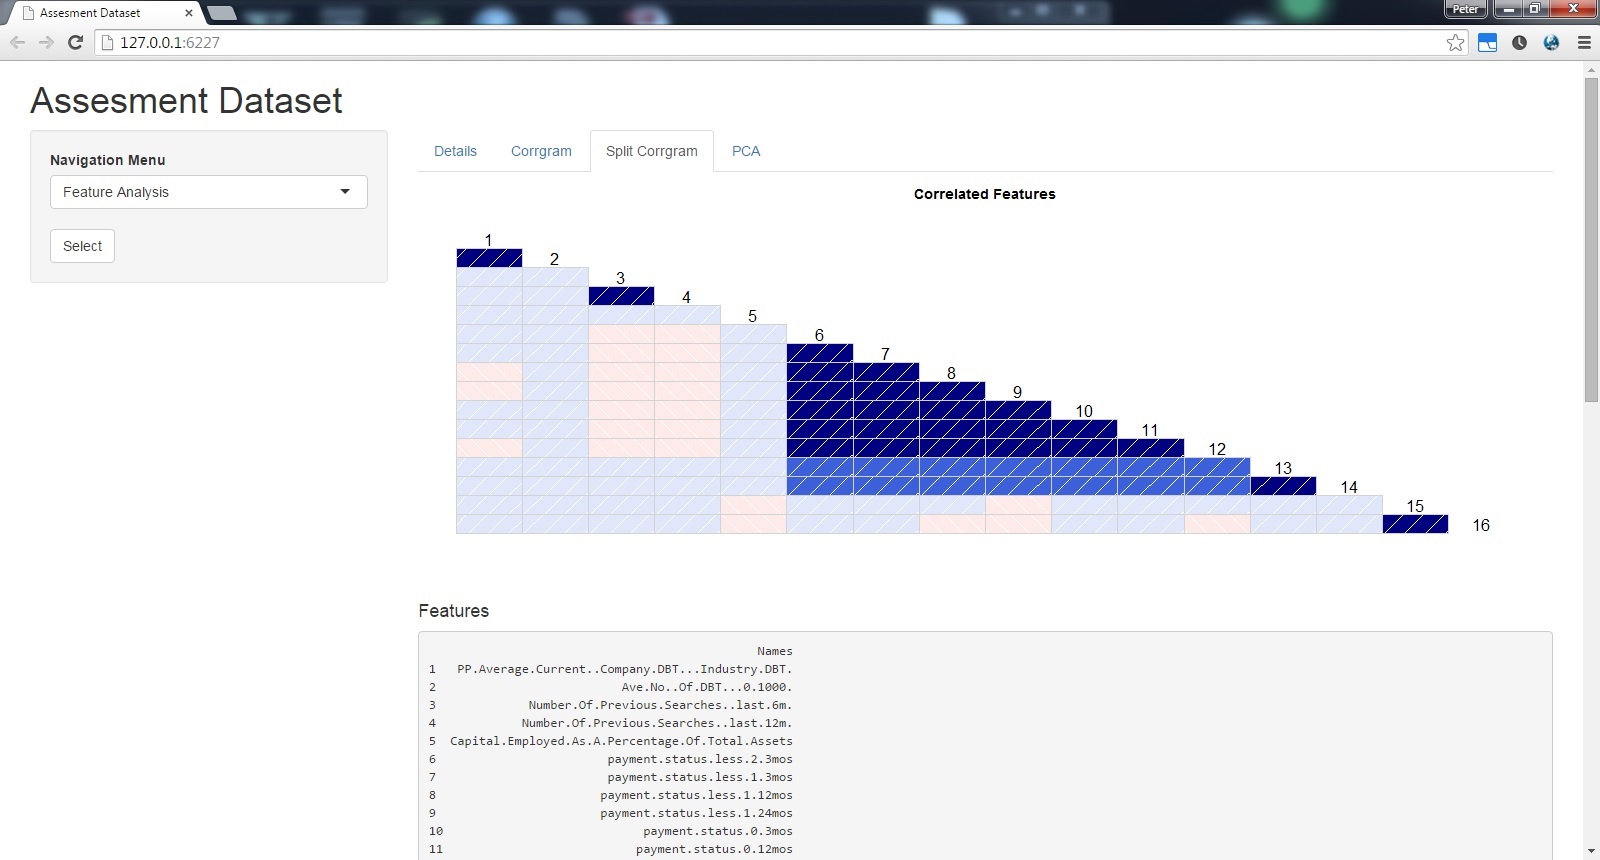 Assesment Dataset
Peter
127.0.0.1:6227
Assesment Dataset
Navigation Menu
Feature Analysis
Select
Details Corrgram Split Corrgram PCA
Correlated Features
1
2
3
4
5
6
7
8
9
10
11
12
13
14
15
16
Features
Names
1 PP.Average.Current..Company.DBT...Industry.DBT.
2 Ave.No..Of.DBT...0.1000.
3 Number.Of.Previous.Searches..last.6m.
4 Number.Of.Previous.Searches..last.12m.
5 Capital.Employed.As.A.Percentage.Of.Total.Assets
6 payment.status.less.2.3mos
7 payment.status.less.1.3mos
8 payment.status.less.1.12mos
9 payment.status.less.1.24mos
10 payment.status.0.3mos
11 payment.status.0.12mos